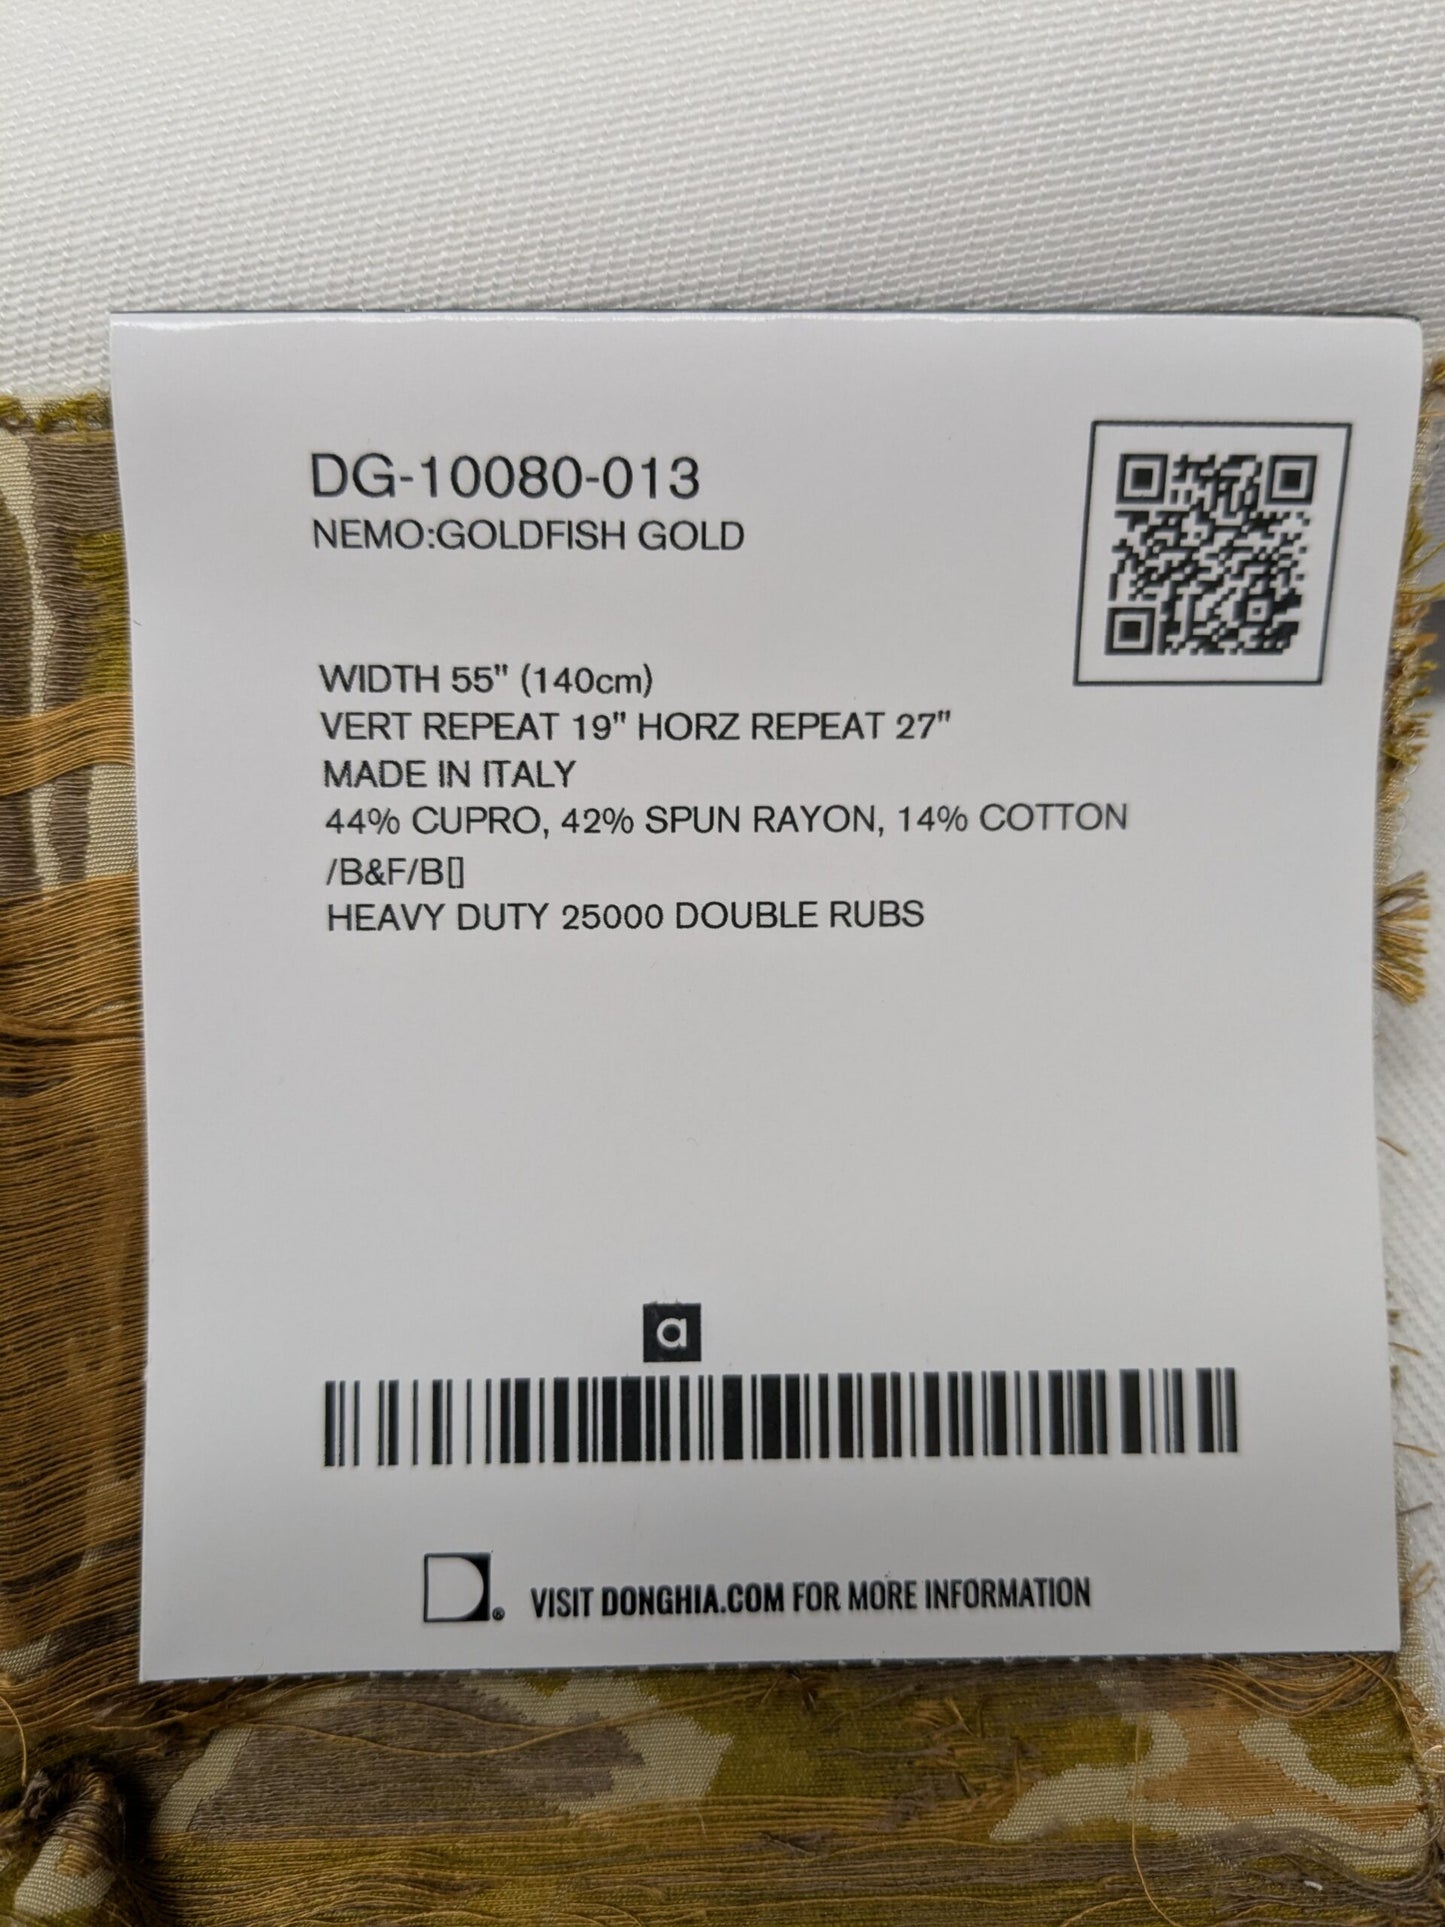 DG-10080-013
NEMO:GOLDFISH GOLD
WIDTH 55" (140cm)
VERT REPEAT 19" HORZ REPEAT 27"
MADE IN ITALY
44% CUPRO, 42% SPUN RAYON, 14% COTTON
/B&F/B[]
HEAVY DUTY 25000 DOUBLE RUBS
a
D® VISIT DONGHIA.COM FOR MORE INFORMATION